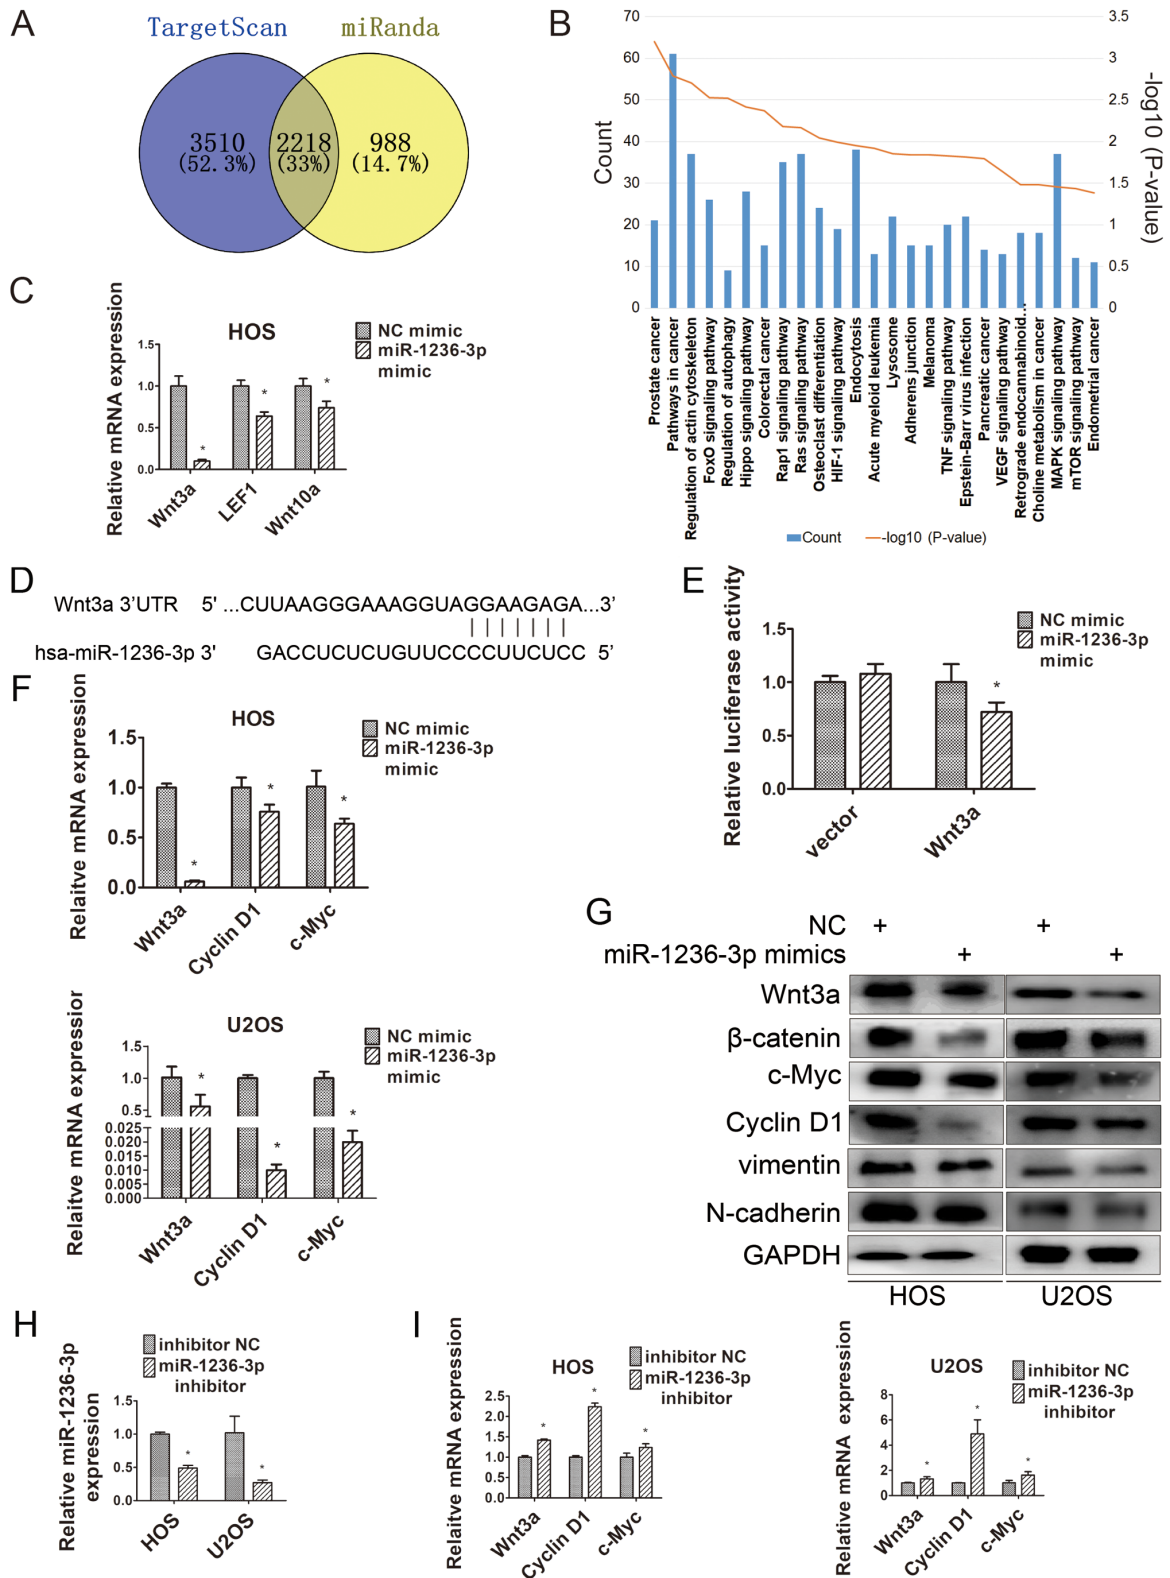 A
TargetScan
miRanda
3510
(52.3%)
2218
(33%)
988
(14.7%)
B
70
60
50
40
30
20
10
0
Count
3.5
3
2.5
2
1.5
1
0.5
0
-log10 (P-value)
Prostate cancer
Pathways in cancer
Regulation of actin cytoskeleton
FoxO signaling pathway
Regulation of autophagy
Hippo signaling pathway
Colorectal cancer
Rap1 signaling pathway
Ras signaling pathway
Osteoclast differentiation
HIF-1 signaling pathway
Endocytosis
Acute myeloid leukemia
Lysosome
Adherens junction
Melanoma
TNF signaling pathway
Epstein-Barr virus infection
Pancreatic cancer
VEGF signaling pathway
Retrograde endocannabinoid...
Choline metabolism in cancer
MAPK signaling pathway
mTOR signaling pathway
Endometrial cancer
Count
-log10 (P-value)
C
HOS
NC mimic
miR-1236-3p
mimic
Relative mRNA expression
1.5
1.0
0.5
0.0
*
*
*
Wnt3a
LEF1
Wnt10a
D
Wnt3a 3'UTR 5' ...CUUAAGGGAAAGGUAGGAAGAGA...3'
hsa-miR-1236-3p 3' GACCUCUCUGUUCCCCUUCUCC 5'
E
NC mimic
miR-1236-3p
mimic
Relative luciferase activity
1.5
1.0
0.5
0.0
*
vector
Wnt3a
F
HOS
NC mimic
miR-1236-3p
mimic
Relaitve mRNA expression
1.5
1.0
0.5
0.0
*
*
*
Wnt3a
Cyclin D1
c-Myc
U2OS
NC mimic
miR-1236-3p
mimic
Relaitve mRNA expressior
1.5
1.0
0.5
0.025
0.020
0.015
0.010
0.005
0.000
*
*
*
Wnt3a
Cyclin D1
c-Myc
G
NC + +
miR-1236-3p mimics + +
Wnt3a
β-catenin
c-Myc
Cyclin D1
vimentin
N-cadherin
GAPDH
HOS U2OS
H
inhibitor NC
miR-1236-3p
inhibitor
Relative miR-1236-3p
expression
1.5
1.0
0.5
0.0
*
*
HOS
U2OS
I
HOS
inhibitor NC
miR-1236-3p
inhibitor
Relaitve mRNA expression
2.5
2.0
1.5
1.0
0.5
0.0
*
*
*
Wnt3a
Cyclin D1
c-Myc
U2OS
inhibitor NC
miR-1236-3p
inhibitor
Relative mRNA expression
8
6
4
2
0
*
*
*
Wnt3a
Cyclin D1
c-Myc